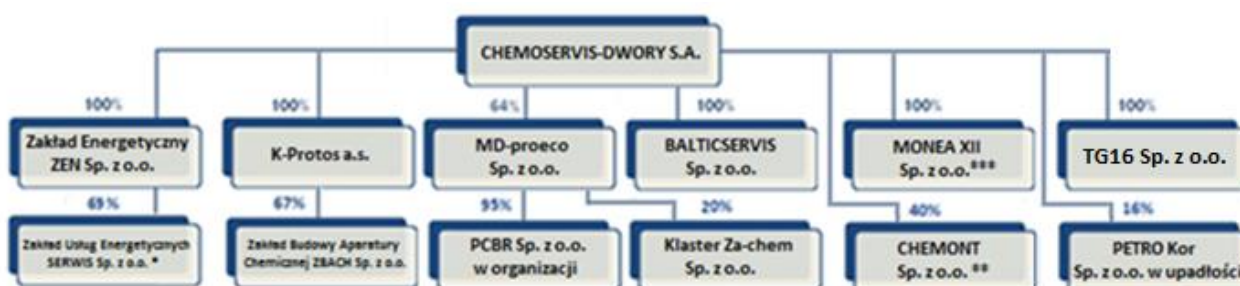 CHEMOSERVIS-DWORY S.A.
100% 100% 64% 100% 100% 100%
Zakład Energetyczny
ZEN Sp. z o.o.
K-Protos a.s.
MD-proeco
Sp. z o.o.
BALTICSERVIS
Sp. z o.o.
MONEA XII
Sp. z o.o.***
TG16 Sp. z o.o.
69% 67% 95% 20% 40% 16%
Zakład Usług Energetycznych
SERWIS Sp. z o.o. *
Zakład Budowy Aparatury
Chemicznej ZBACH Sp. z o.o.
PCBR Sp. z o.o.
w organizacji
Klaster Za-chem
Sp. z o.o.
CHEMONT
Sp. z o.o. **
PETRO Kor
Sp. z o.o. w upadłości